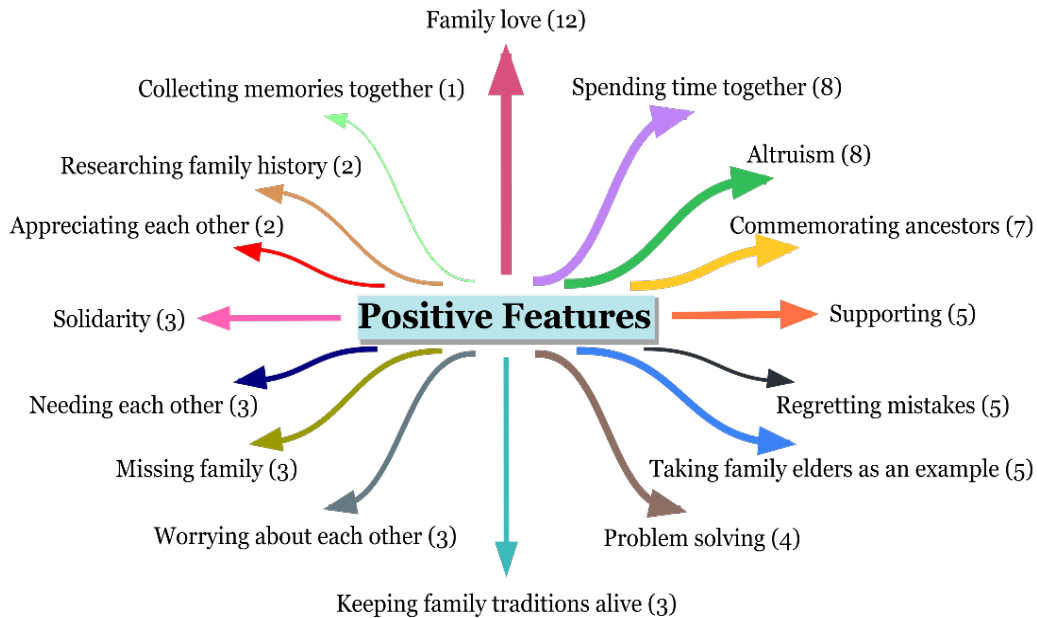 Family love (12)
Collecting memories together (1)
Spending time together (8)
Researching family history (2)
Altruism (8)
Appreciating each other (2)
Commemorating ancestors (7)
Solidarity (3)
Positive Features
Supporting (5)
Needing each other (3)
Regretting mistakes (5)
Missing family (3)
Taking family elders as an example (5)
Worrying about each other (3)
Problem solving (4)
Keeping family traditions alive (3)